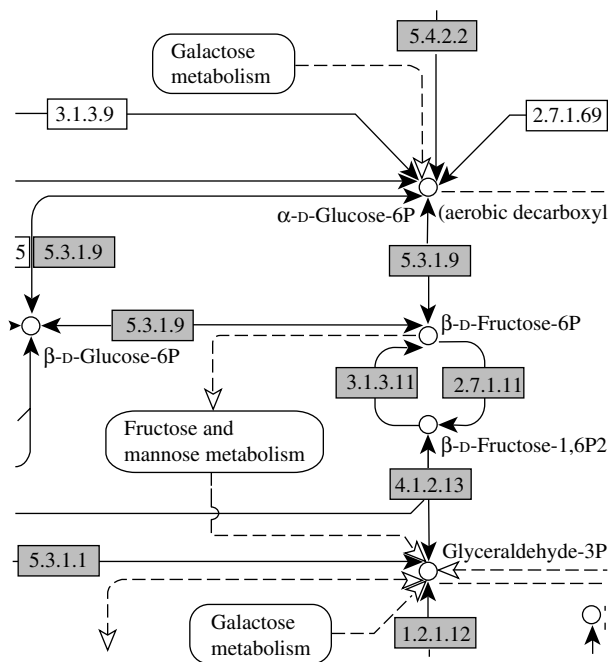 5.4.2.2
Galactose
metabolism
3.1.3.9
2.7.1.69
α-D-Glucose-6P
(aerobic decarboxyl
5
5.3.1.9
5.3.1.9
5.3.1.9
β-D-Glucose-6P
β-D-Fructose-6P
3.1.3.11
2.7.1.11
Fructose and
mannose metabolism
β-D-Fructose-1,6P2
4.1.2.13
5.3.1.1
Glyceraldehyde-3P
Galactose
metabolism
1.2.1.12